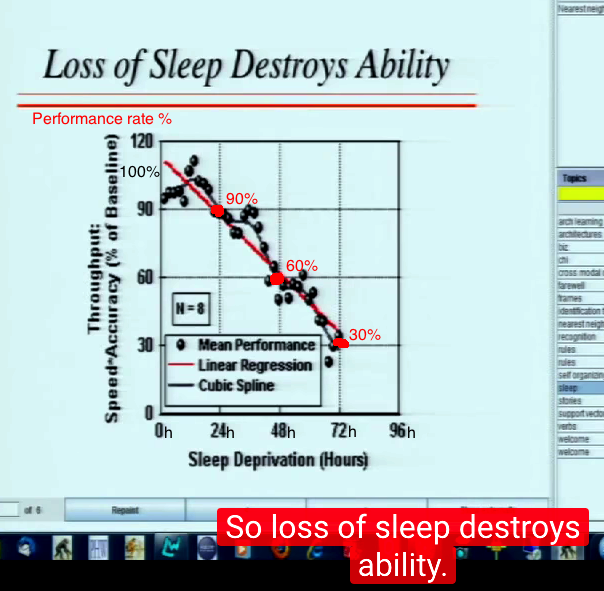 Nearest neigh
Loss of Sleep Destroys Ability
Performance rate %
120
100%
90
90%
60
60%
30
30%
0
Throughput:
Speed*Accuracy (% of Baseline)
N = 8
Mean Performance
Linear Regression
Cubic Spline
0h 24h 48h 72h 96h
Sleep Deprivation (Hours)
Topics
arch learning
architectures
biz
chi
cross modal
farewell
frames
identification t
nearest neigh
recognition
rules
rules
self organizin
sleep
stories
support vecto
verbs
welcome
welcome
of 6
Repaint
So loss of sleep destroys
ability.